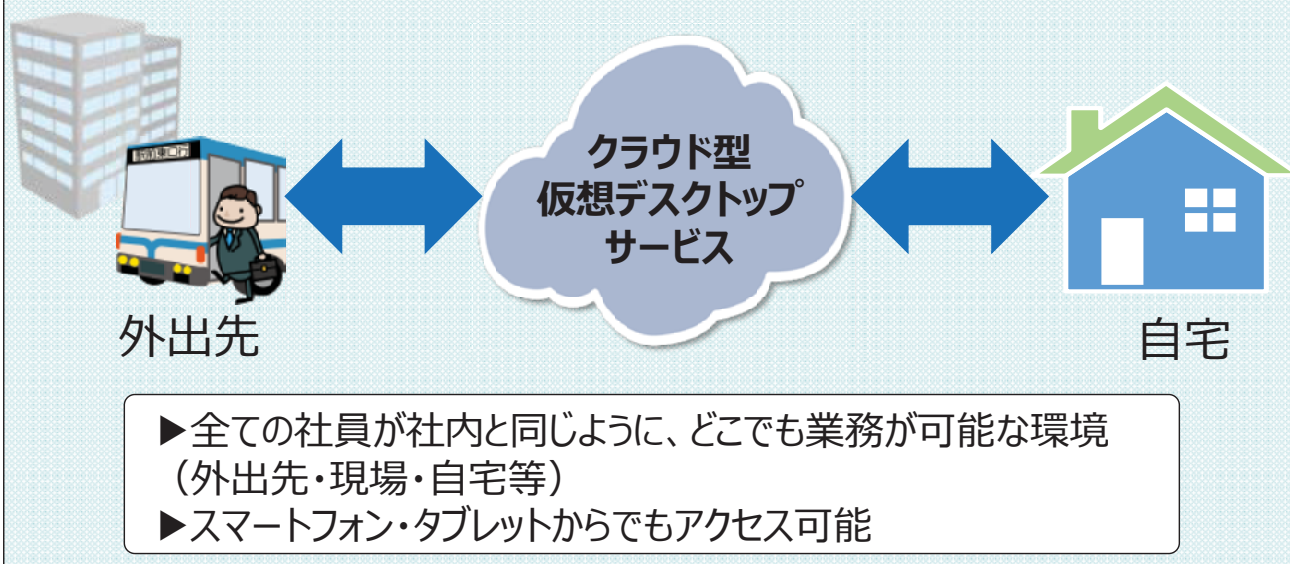 クラウド型
仮想デスクトップ
サービス
外出先
自宅
▶全ての社員が社内と同じように、どこでも業務が可能な環境
（外出先・現場・自宅等）
▶スマートフォン・タブレットからでもアクセス可能